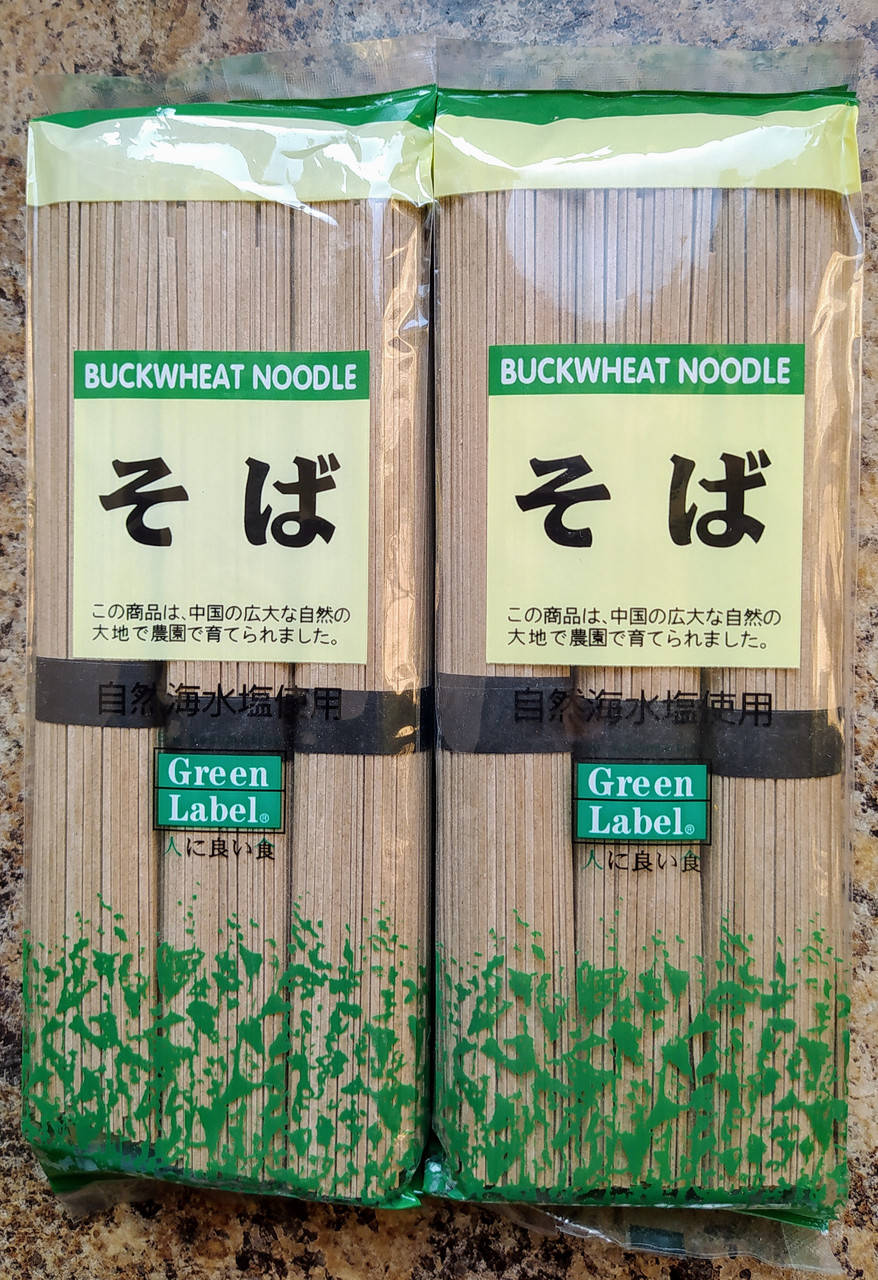 BUCKWHEAT NOODLE
そば
この商品は、中国の広大な自然の
大地で農園で育てられました。
自然海水塩使用
Green
Label®
人に良い食
BUCKWHEAT NOODLE
そば
この商品は、中国の広大な自然の
大地で農園で育てられました。
自然海水塩使用
Green
Label®
人に良い食